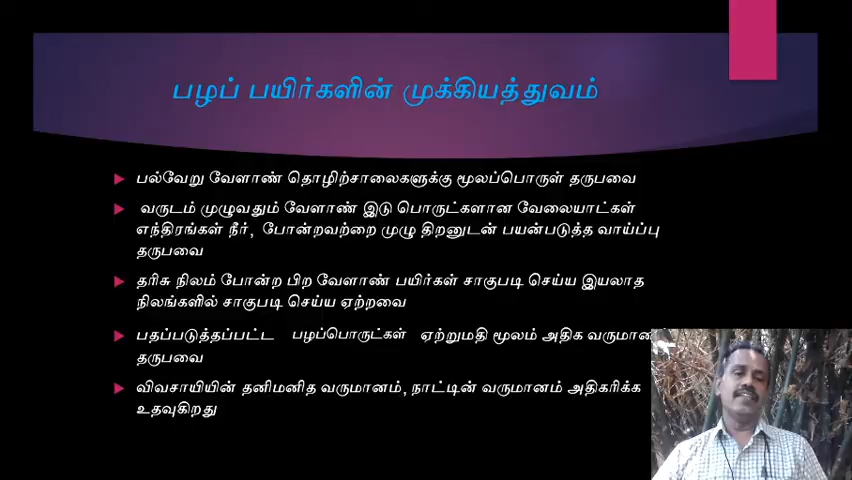 பழப் பயிர்களின் முக்கியத்துவம்
பல்வேறு வேளாண் தொழிற்சாலைகளுக்கு மூலப்பொருள் தருபவை
வருடம் முழுவதும் வேளாண் இடு பொருட்களான வேலையாட்கள்
எந்திரங்கள் நீர், போன்றவற்றை முழு திறனுடன் பயன்படுத்த வாய்ப்பு
தருபவை
தரிசு நிலம் போன்ற பிற வேளாண் பயிர்கள் சாகுபடி செய்ய இயலாத
நிலங்களில் சாகுபடி செய்ய ஏற்றவை
பதப்படுத்தப்பட்ட பழப்பொருட்கள் ஏற்றுமதி மூலம் அதிக
தருபவை
விவசாயியின் தனிமனித வருமானம், நாட்டின் வருமானம் அதிகரிக்க
உதவுகிறது